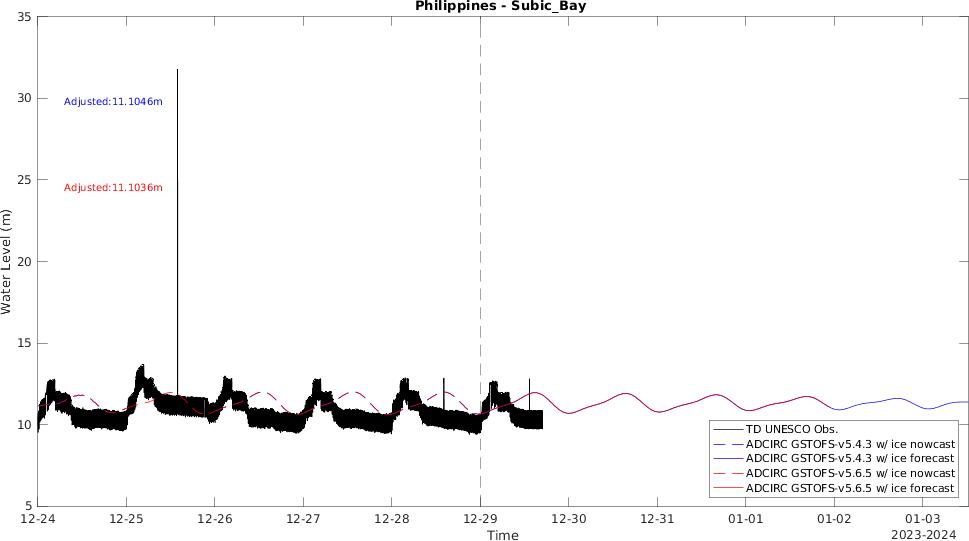 Philippines - Subic_Bay
35
30
25
20
15
10
5
Water Level (m)
Adjusted:11.1046m
Adjusted:11.1036m
TD UNESCO Obs.
ADCIRC GSTOFS-v5.4.3 w/ ice nowcast
ADCIRC GSTOFS-v5.4.3 w/ ice forecast
ADCIRC GSTOFS-v5.6.5 w/ ice nowcast
ADCIRC GSTOFS-v5.6.5 w/ ice forecast
12-24 12-25 12-26 12-27 12-28 12-29 12-30 12-31 01-01 01-02 01-03
Time
2023-2024